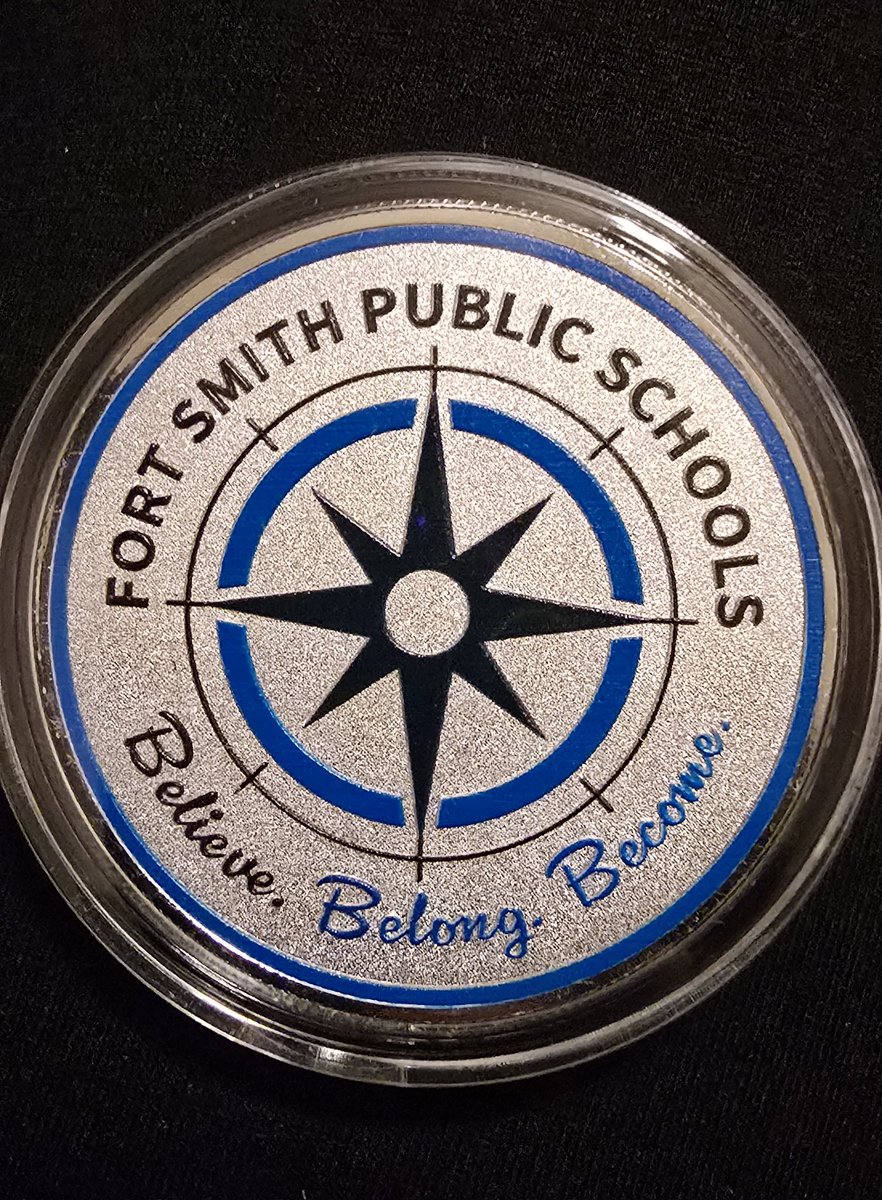 FORT SMITH PUBLIC SCHOOLS
Believe. Belong. Become.